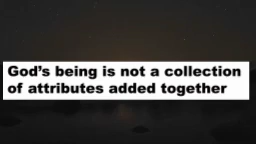 God's being is not a collection
of attributes added together